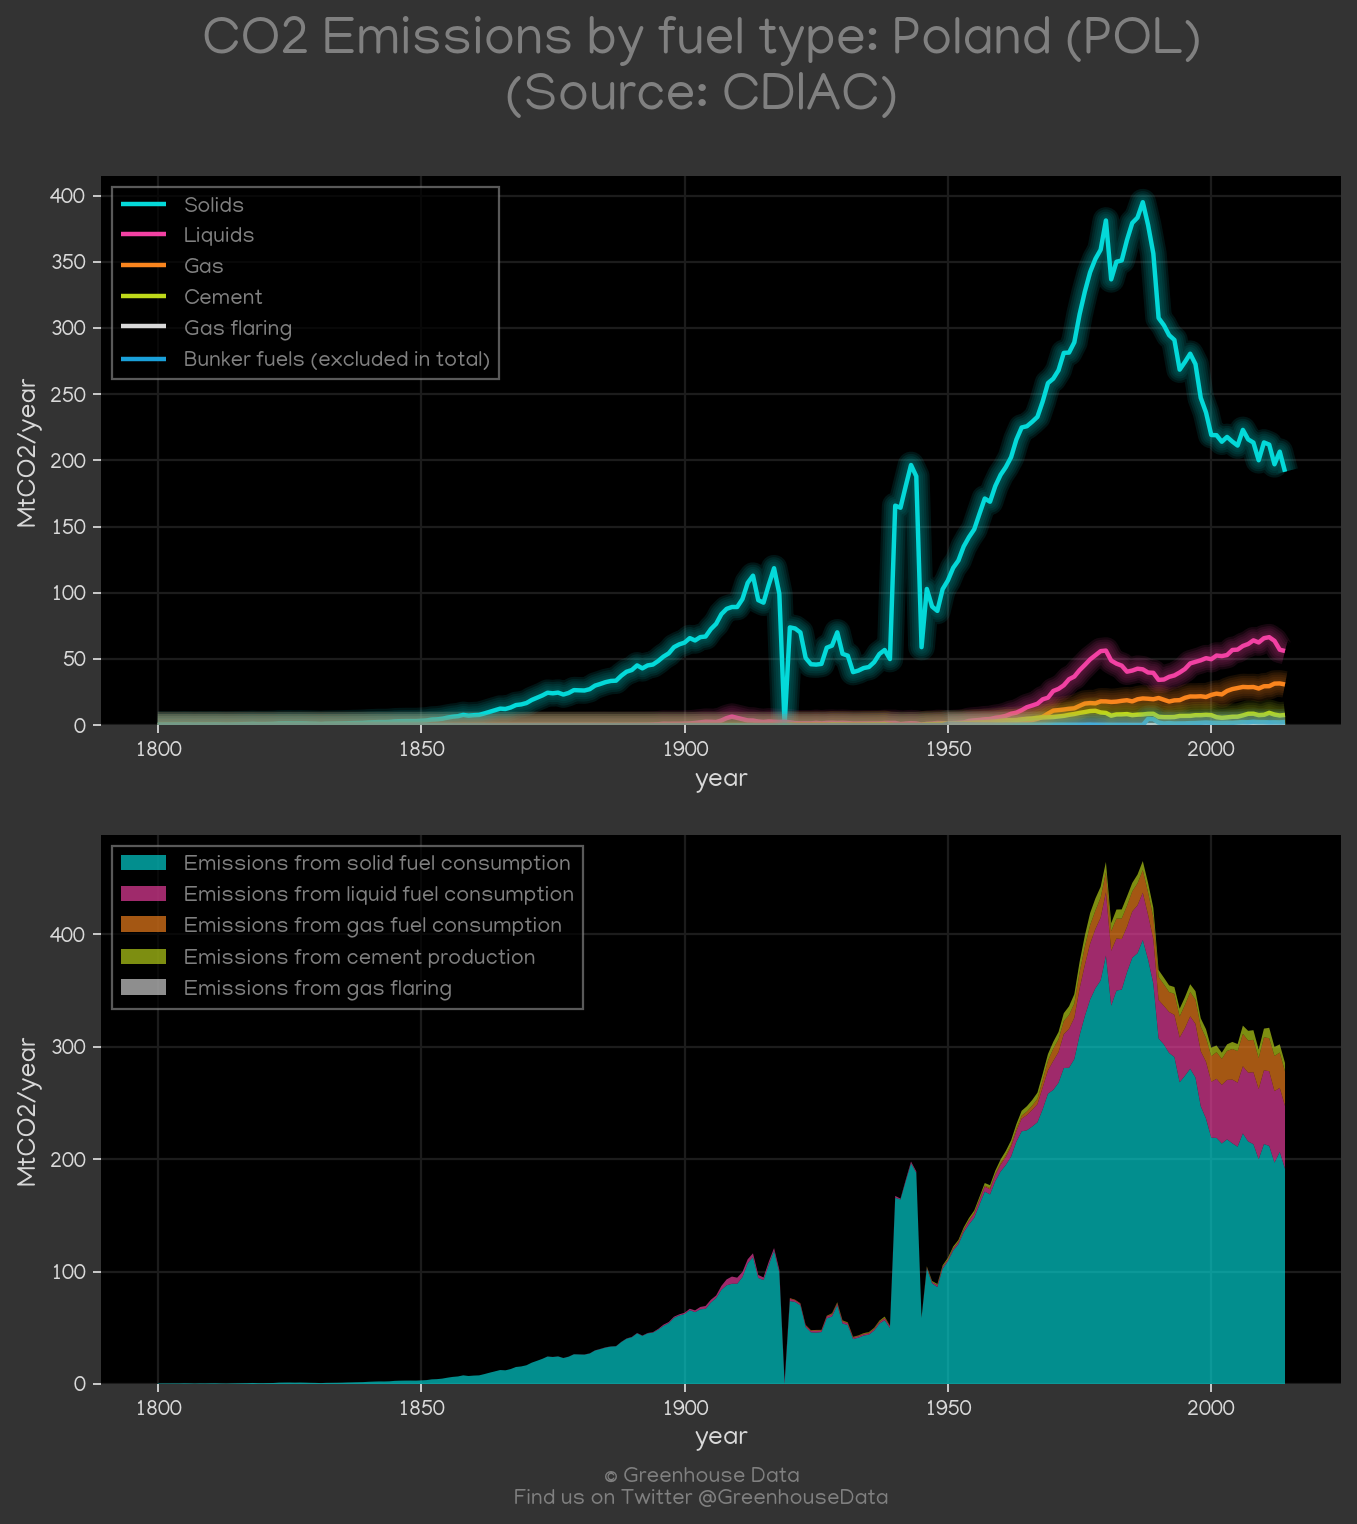 CO2 Emissions by fuel type: Poland (POL)
(Source: CDIAC)
400
350
300
250
200
150
100
50
0
MtCO2/year
Solids
Liquids
Gas
Cement
Gas flaring
Bunker fuels (excluded in total)
1800
1850
1900
1950
2000
year
400
300
200
100
0
MtCO2/year
Emissions from solid fuel consumption
Emissions from liquid fuel consumption
Emissions from gas fuel consumption
Emissions from cement production
Emissions from gas flaring
1800
1850
1900
1950
2000
year
© Greenhouse Data
Find us on Twitter @GreenhouseData